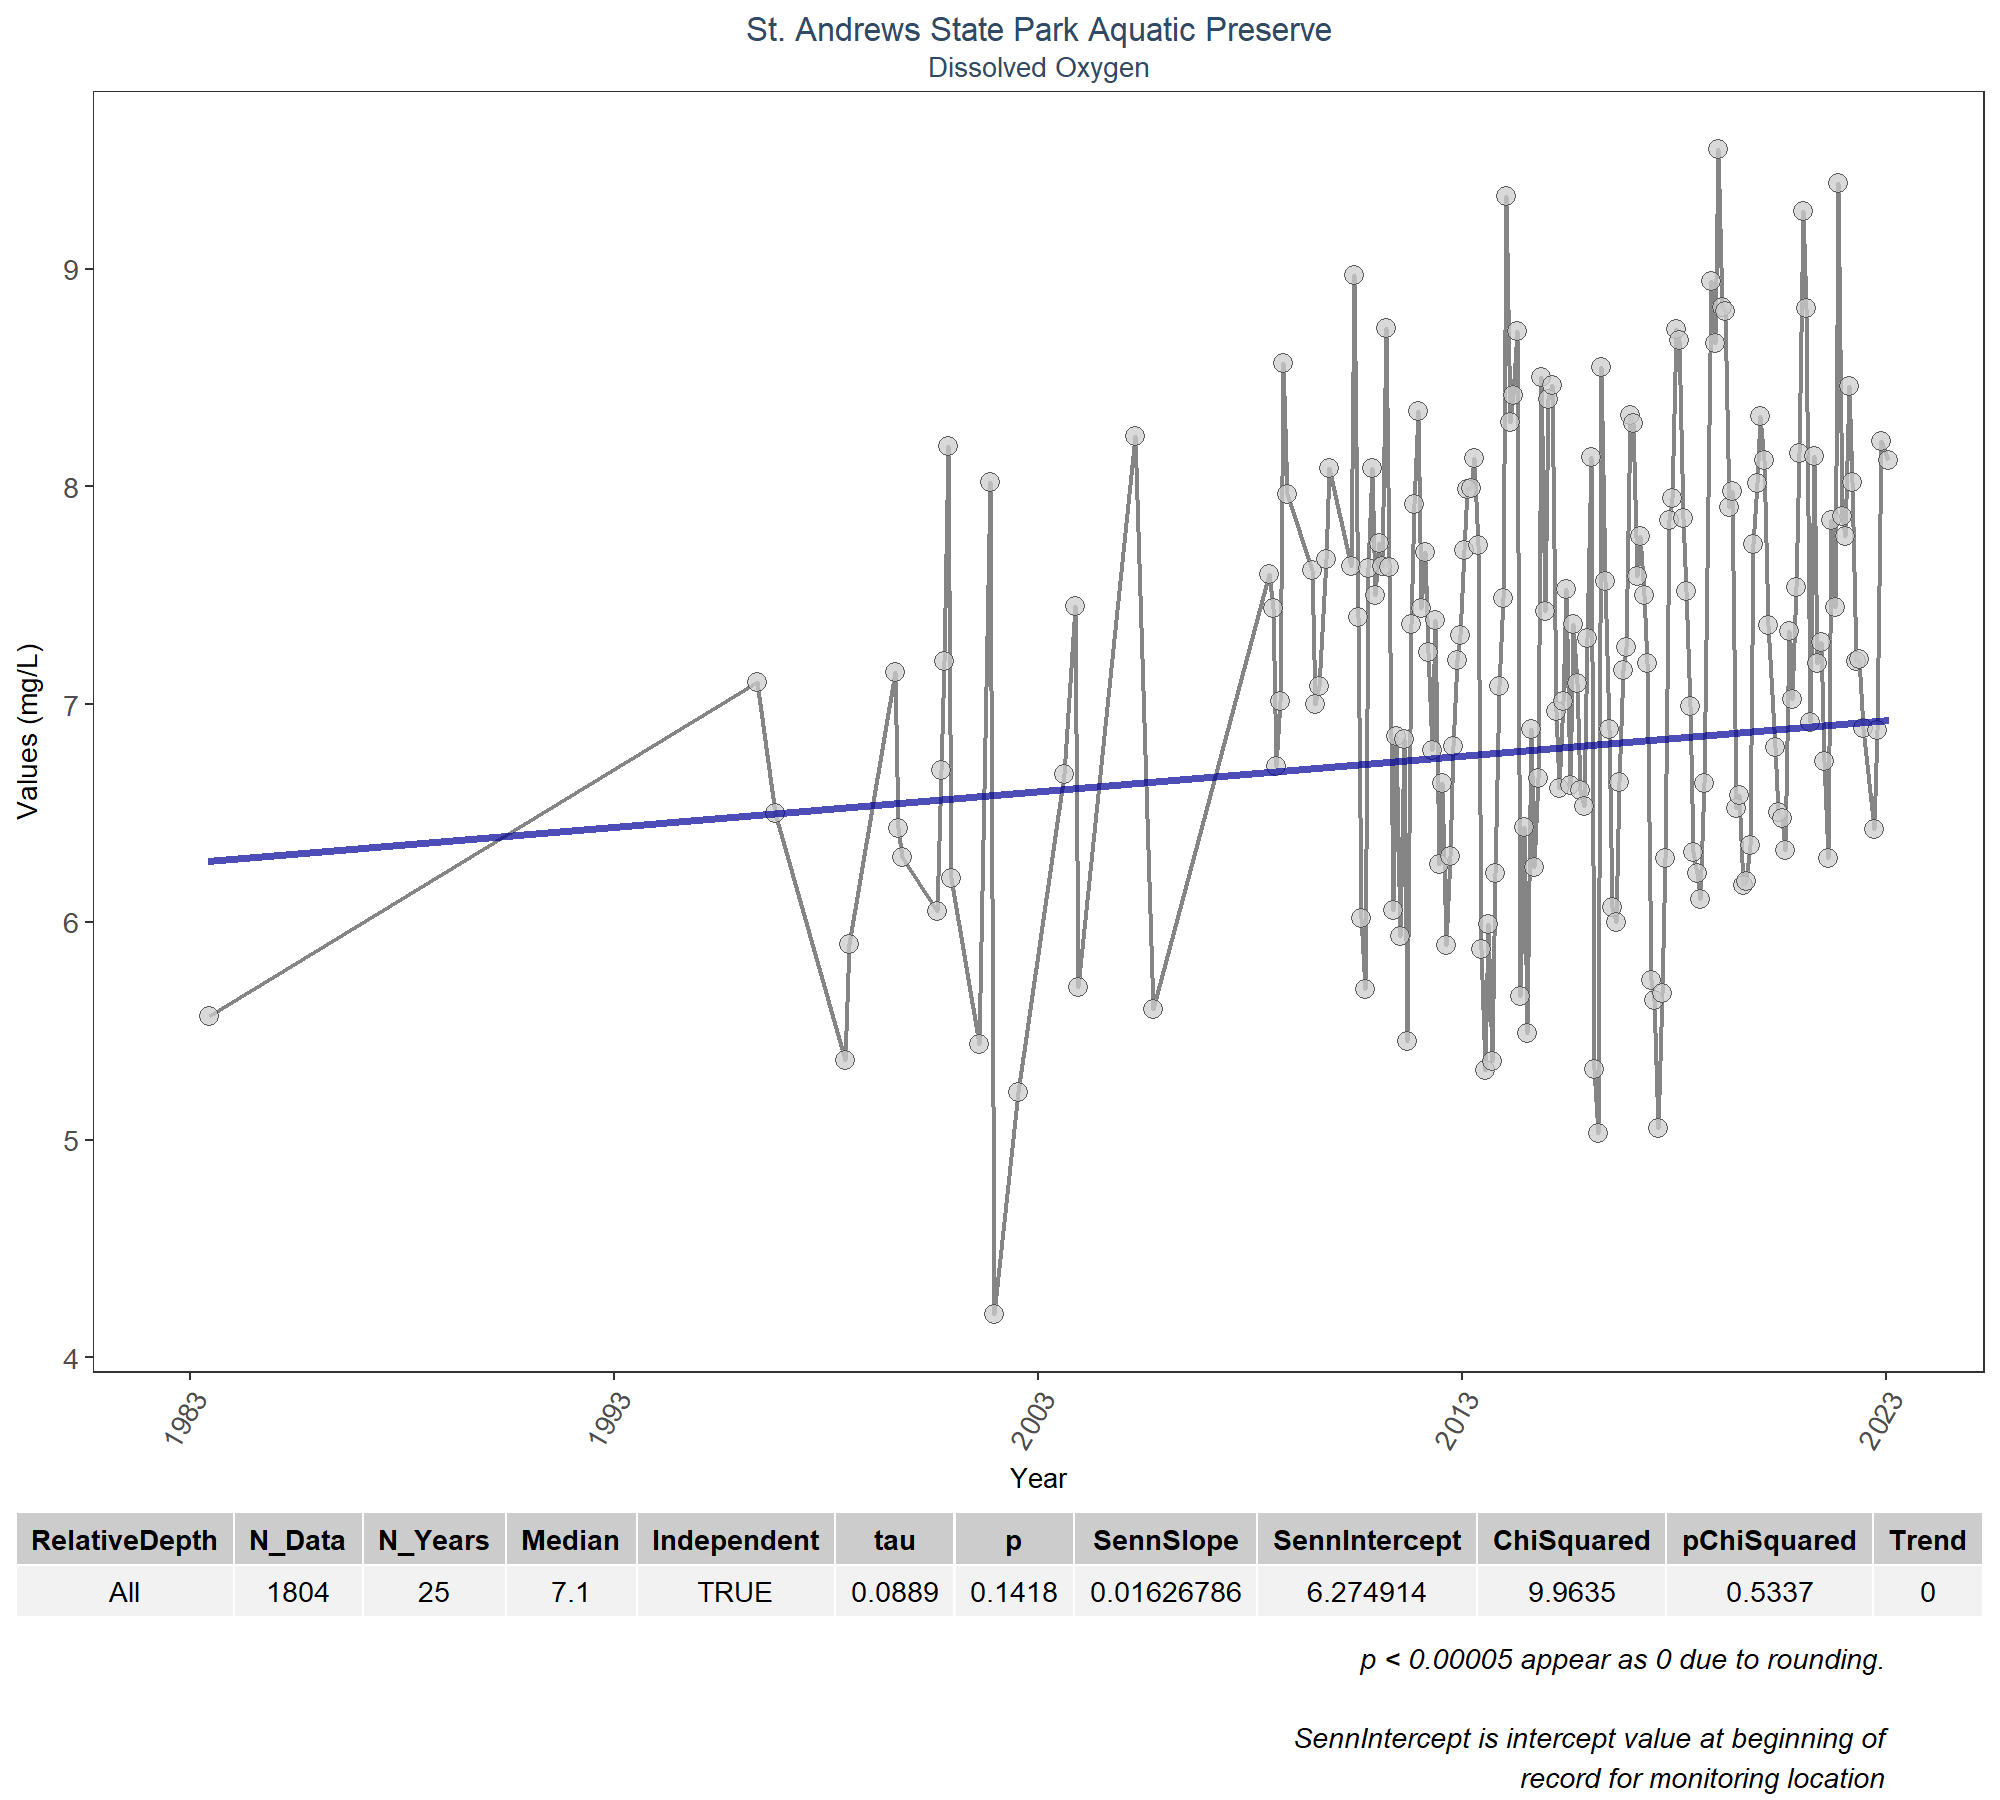 St. Andrews State Park Aquatic Preserve
Dissolved Oxygen
Values (mg/L)
9
8
7
6
5
4
1983
1993
2003
2013
2023
Year
RelativeDepth N_Data N_Years Median Independent tau p SennSlope SennIntercept ChiSquared pChiSquared Trend
All 1804 25 7.1 TRUE 0.0889 0.1418 0.01626786 6.274914 9.9635 0.5337 0
p < 0.00005 appear as 0 due to rounding.
SennIntercept is intercept value at beginning of
record for monitoring location